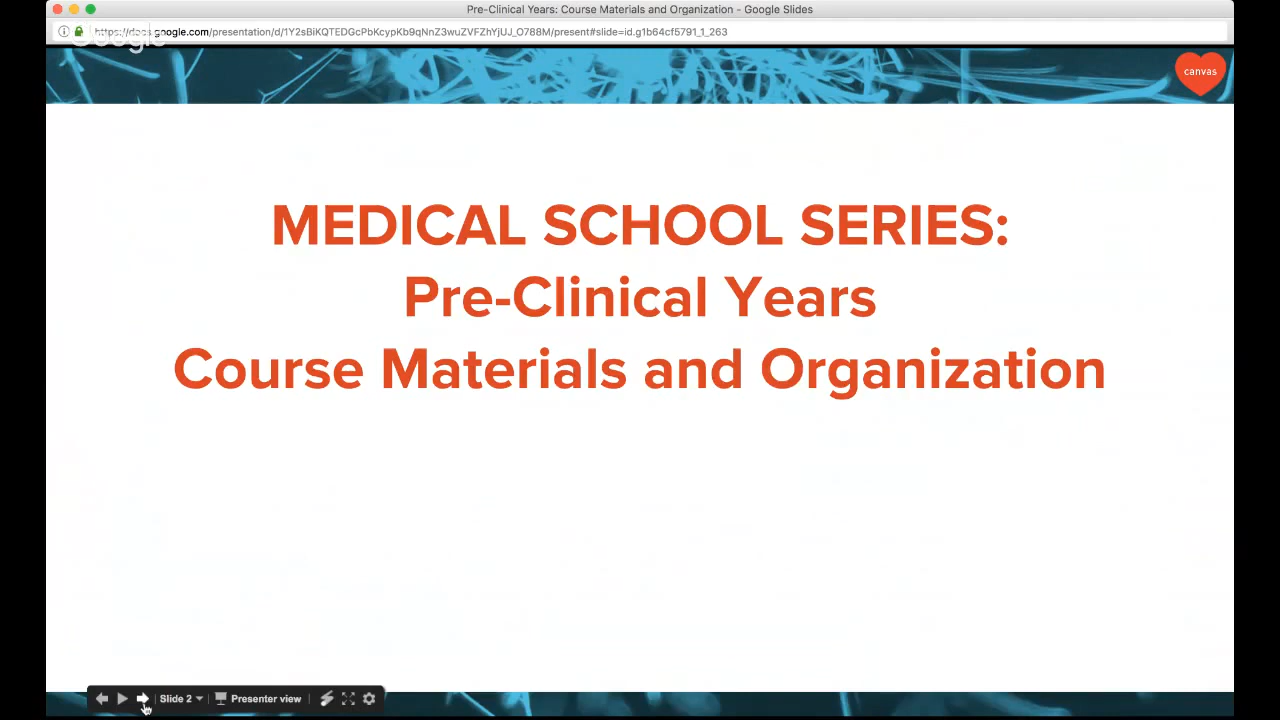 Pre-Clinical Years: Course Materials and Organization - Google Slides
https://docs.google.com/presentation/d/1Y2sBiKQTEDGcPbKcypKb9qNnZ3wuZVFZhYjUJ_O788M/present#slide=id.g1b64cf5791_1_263
Google
canvas
MEDICAL SCHOOL SERIES:
Pre-Clinical Years
Course Materials and Organization
Slide 2
Presenter view